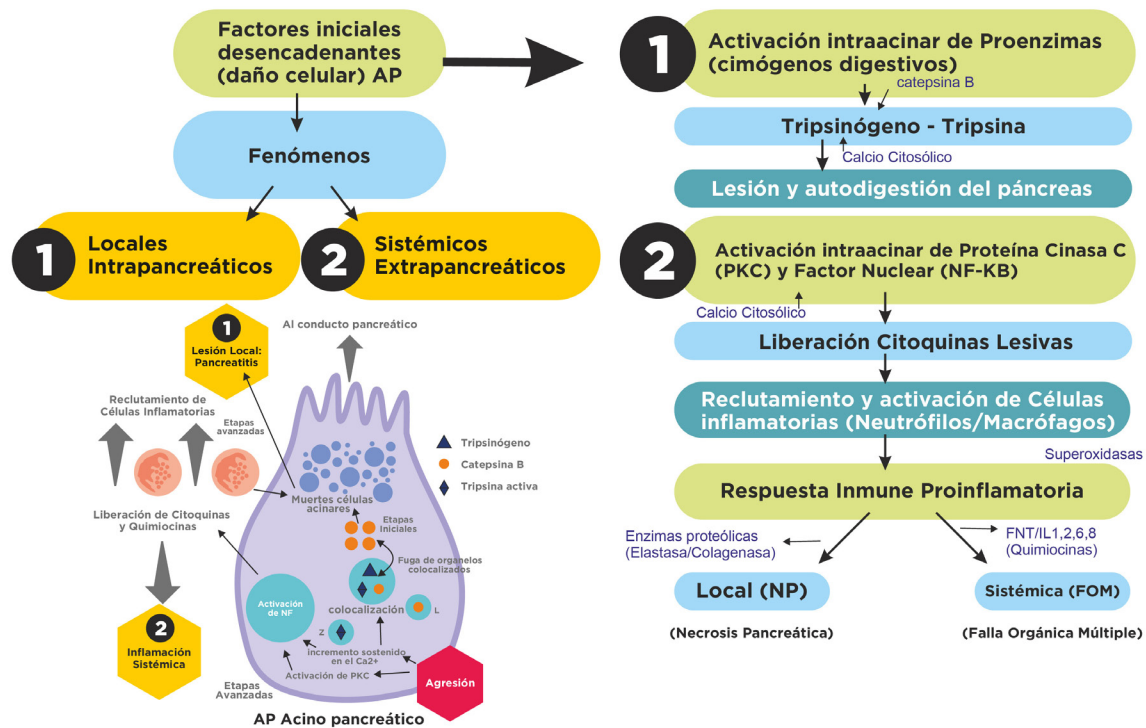 Factores iniciales
desencadenantes
(daño celular) AP
Fenómenos
1
Locales
Intrapancreáticos
2
Sistémicos
Extrapancreáticos
1
Lesión Local:
Pancreatitis
Al conducto pancreático
Reclutamiento de
Células Inflamatorias
Etapas
avanzadas
Tripsinógeno
Catepsina B
Tripsina activa
Muertes células
acinares
Liberación de Citoquinas
y Quimiocinas
Etapas
Iniciales
Fuga de organelos
colocalizados
Activación
de NF
colocalización
L
Z
incremento sostenido
en el Ca2+
Activación de PKC
Agresión
2
Inflamación
Sistémica
Etapas
Avanzadas
AP Acino pancreático
1
Activación intraacinar de Proenzimas
(cimógenos digestivos)
catepsina B
Tripsinógeno - Tripsina
Calcio Citosólico
Lesión y autodigestión del páncreas
2
Activación intraacinar de Proteína Cinasa C
(PKC) y Factor Nuclear (NF-KB)
Calcio Citosólico
Liberación Citoquinas Lesivas
Reclutamiento y activación de Células
inflamatorias (Neutrófilos/Macrófagos)
Superoxidasas
Respuesta Inmune Proinflamatoria
Enzimas proteólicas
(Elastasa/Colagenasa)
FNT/IL1,2,6,8
(Quimiocinas)
Local (NP)
Sistémica (FOM)
(Necrosis Pancreática)
(Falla Orgánica Múltiple)